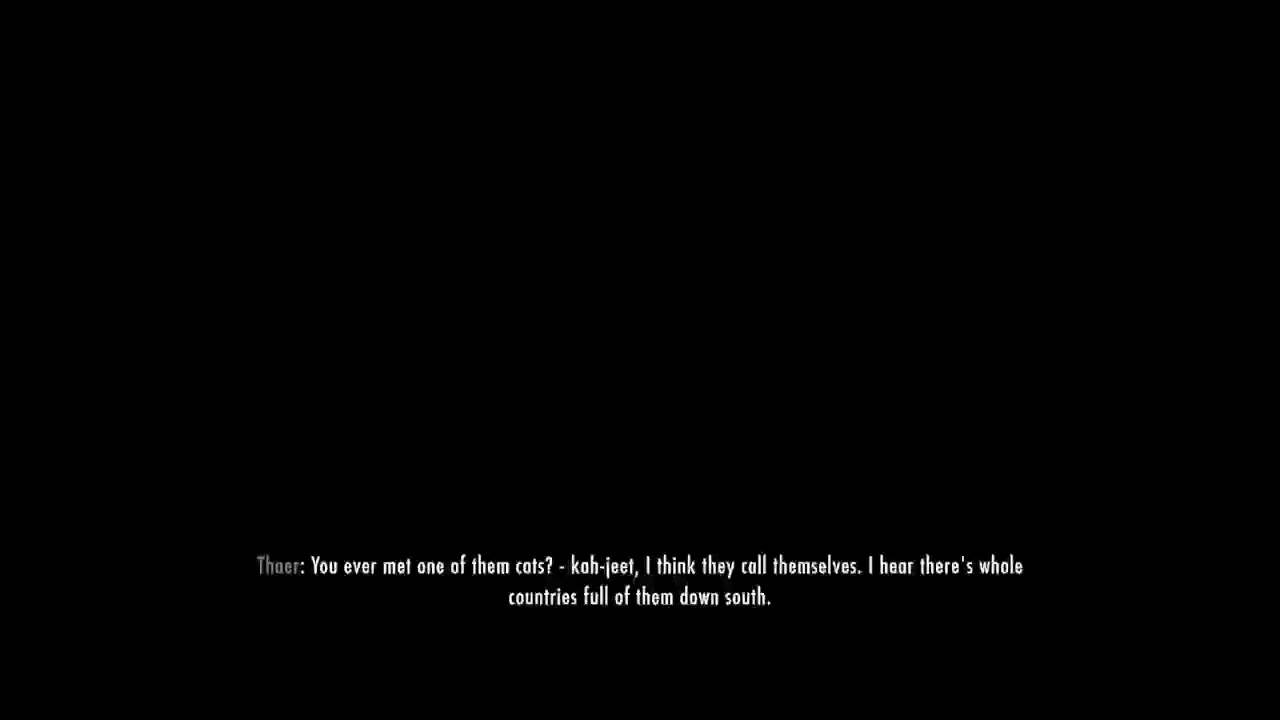 Thaer: You ever met one of them cats? - kah-jeet, I think they call themselves. I hear there's whole
countries full of them down south.